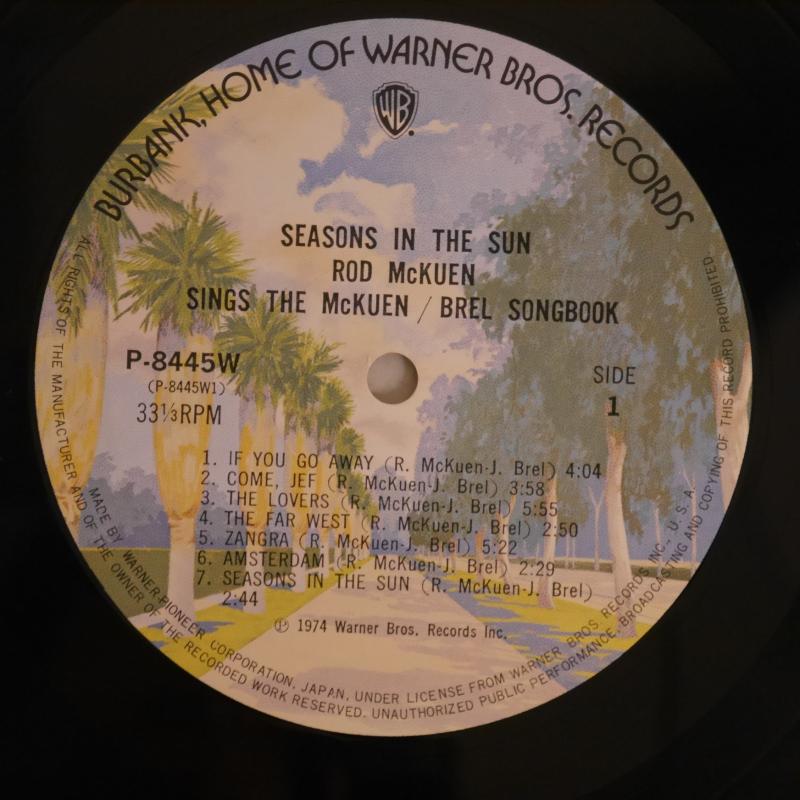 BURBANK, HOME OF WARNER BROS. RECORDS
WB
SEASONS IN THE SUN
ROD McKUEN
SINGS THE McKUEN / BREL SONGBOOK
P-8445W
(P-8445W1)
33⅓RPM
SIDE
1
1. IF YOU GO AWAY (R. McKuen-J. Brel) 4:04
2. COME, JEF (R. McKuen-J. Brel) 3:58
3. THE LOVERS (R. McKuen-J. Brel) 5:55
4. THE FAR WEST (R. McKuen-J. Brel) 2:50
5. ZANGRA (R. McKuen-J. Brel) 5:22
6. AMSTERDAM (R. McKuen-J. Brel) 2:29
7. SEASONS IN THE SUN (R. McKuen-J. Brel)
2:44
Ⓟ 1974 Warner Bros. Records Inc.
MADE BY WARNER-PIONEER CORPORATION, JAPAN, UNDER LICENSE FROM WARNER BROS RECORDS INC., U.S.A.
ALL RIGHTS OF THE MANUFACTURER AND OF THE OWNER OF THE RECORDED WORK RESERVED. UNAUTHORIZED PUBLIC PERFORMANCE, BROADCASTING AND COPYING OF THIS RECORD PROHIBITED